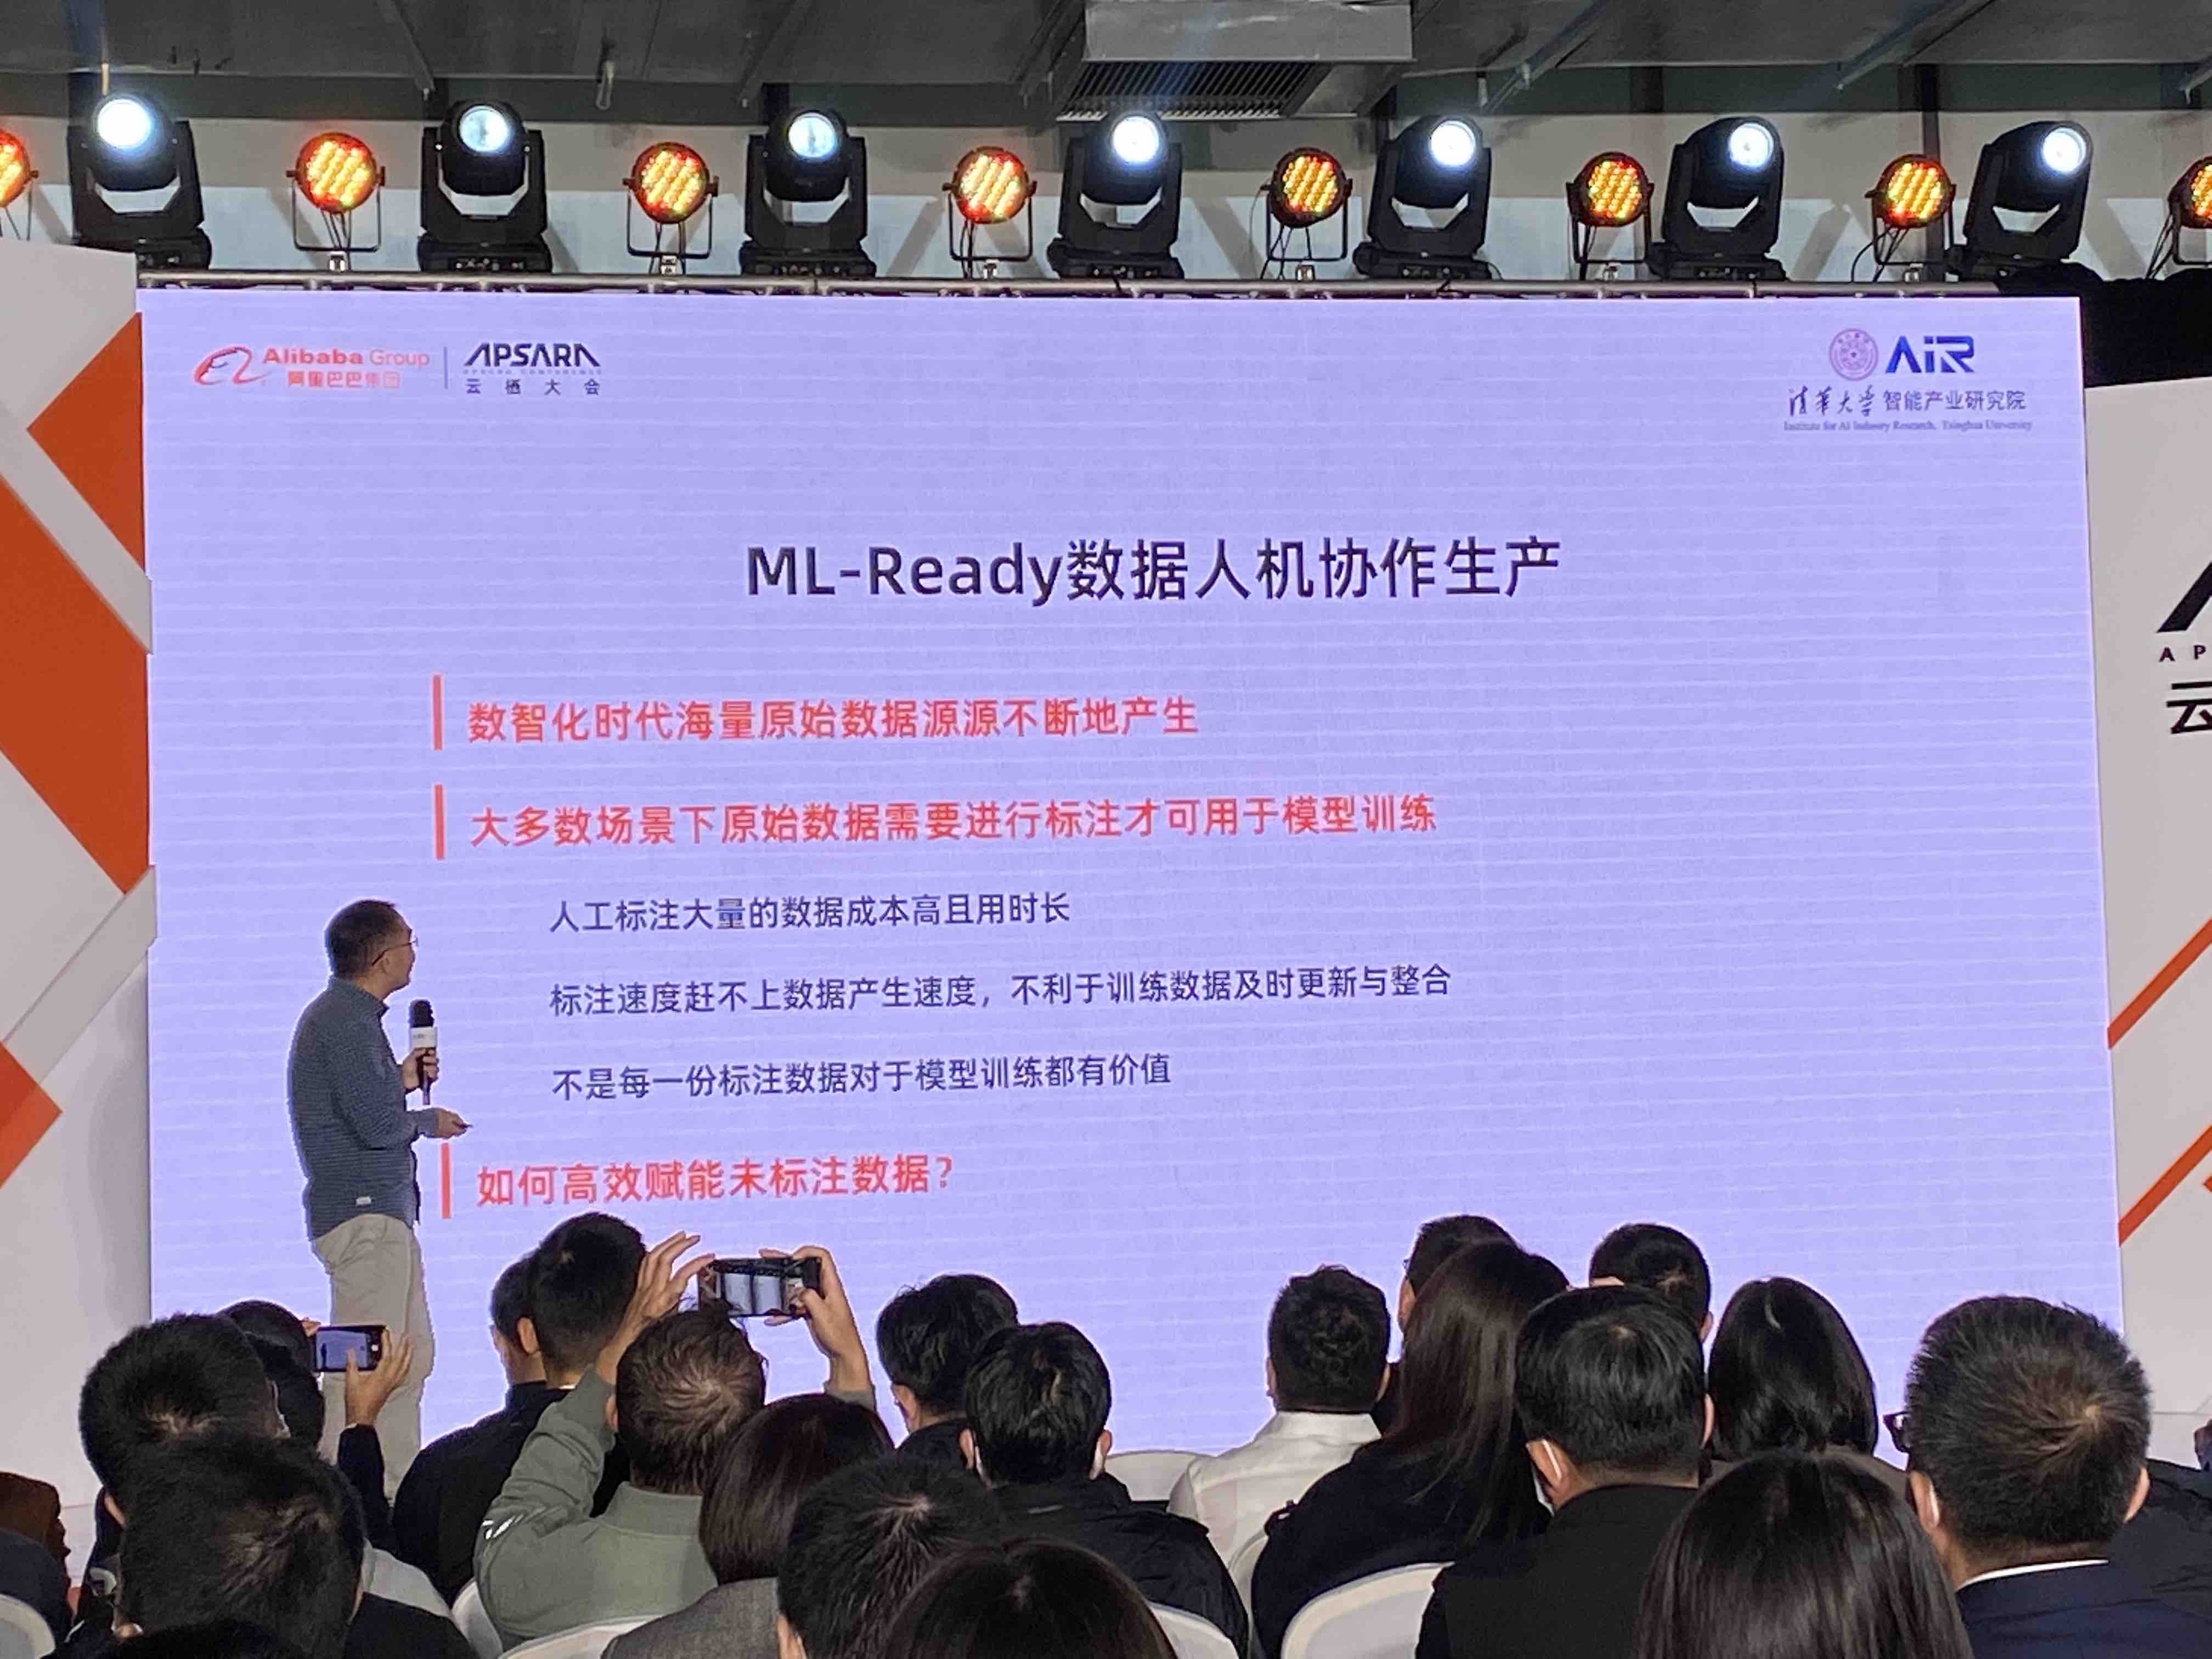 Alibaba Group
阿里巴巴集团
APSARA
云栖大会
AiR
清华大学智能产业研究院
Institute for AI Industry Research, Tsinghua University
ML-Ready数据人机协作生产
数智化时代海量原始数据源源不断地产生
大多数场景下原始数据需要进行标注才可用于模型训练
人工标注大量的数据成本高且用时长
标注速度赶不上数据产生速度，不利于训练数据及时更新与整合
不是每一份标注数据对于模型训练都有价值
如何高效赋能未标注数据？
A P
云